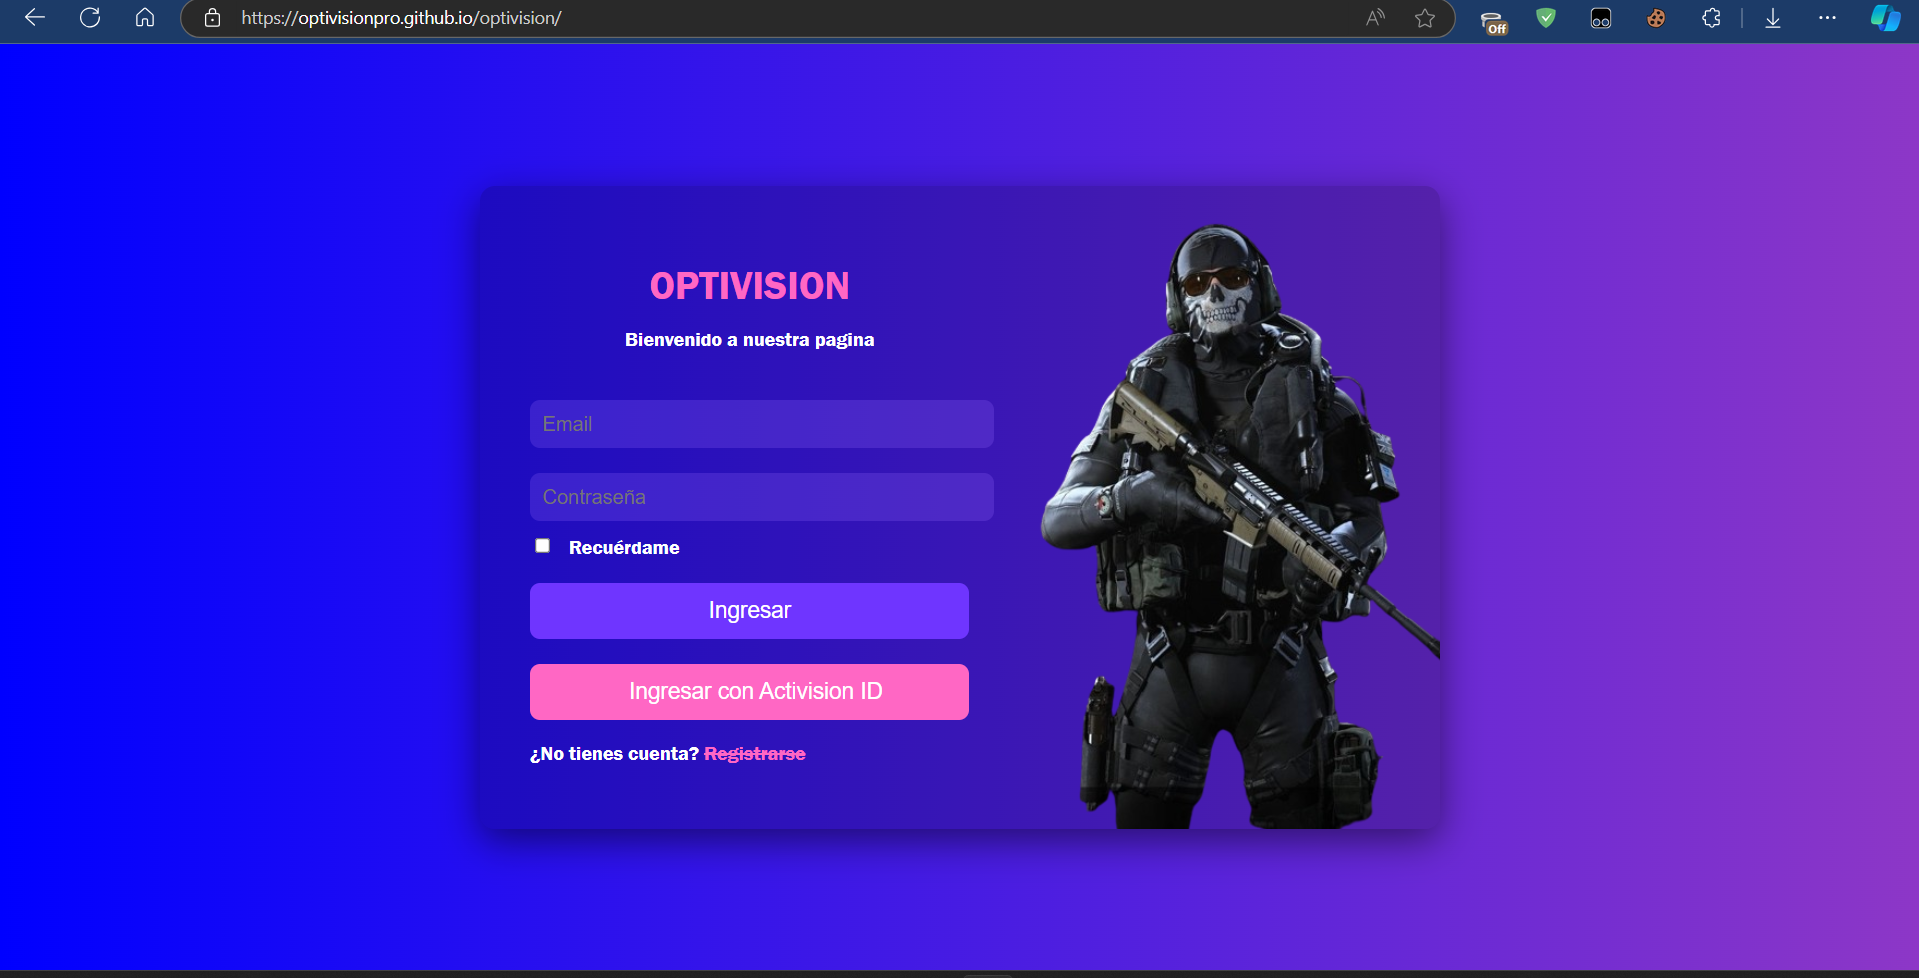 https://optivisionpro.github.io/optivision/
Off
OPTIVISION
Bienvenido a nuestra pagina
Email
Contraseña
Recuérdame
Ingresar
Ingresar con Activision ID
¿No tienes cuenta? Registrarse